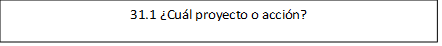 31.1 ¿Cuál proyecto o acción?